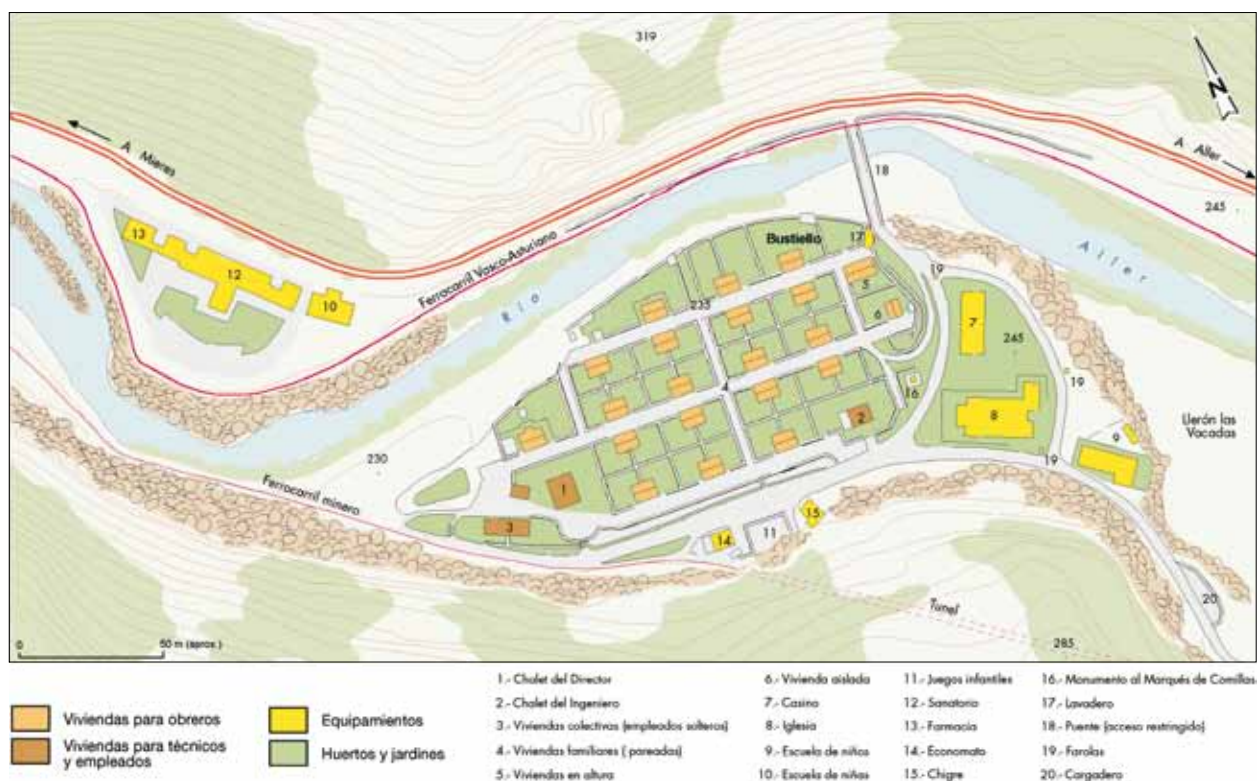 319
N
A Mieres
A Aller
18
245
13
12
10
Ferrocarril Vasco-Asturiano
Río
Aller
Bustiello
17
19
235
5
6
7
245
19
16
4
2
8
Llerón las
Vacadas
9
19
230
Ferrocarril minero
1
3
15
11
14
Túnel
20
285
0 50 m (aprox.)
Viviendas para obreros
Viviendas para técnicos
y empleados
Equipamientos
Huertos y jardines
1.- Chalet del Director
2.- Chalet del Ingeniero
3.- Viviendas colectivas (empleados solteros)
4.- Viviendas familiares ( pareadas)
5.- Viviendas en altura
6.- Vivienda aislada
7.- Casino
8.- Iglesia
9.- Escuela de niños
10.- Escuela de niñas
11.- Juegos infantiles
12.- Sanatorio
13.- Farmacia
14.- Economato
15.- Chigre
16.- Monumento al Marqués de Comillas
17.- Lavadero
18.- Puente (acceso restringido)
19.- Farolas
20.- Cargadero